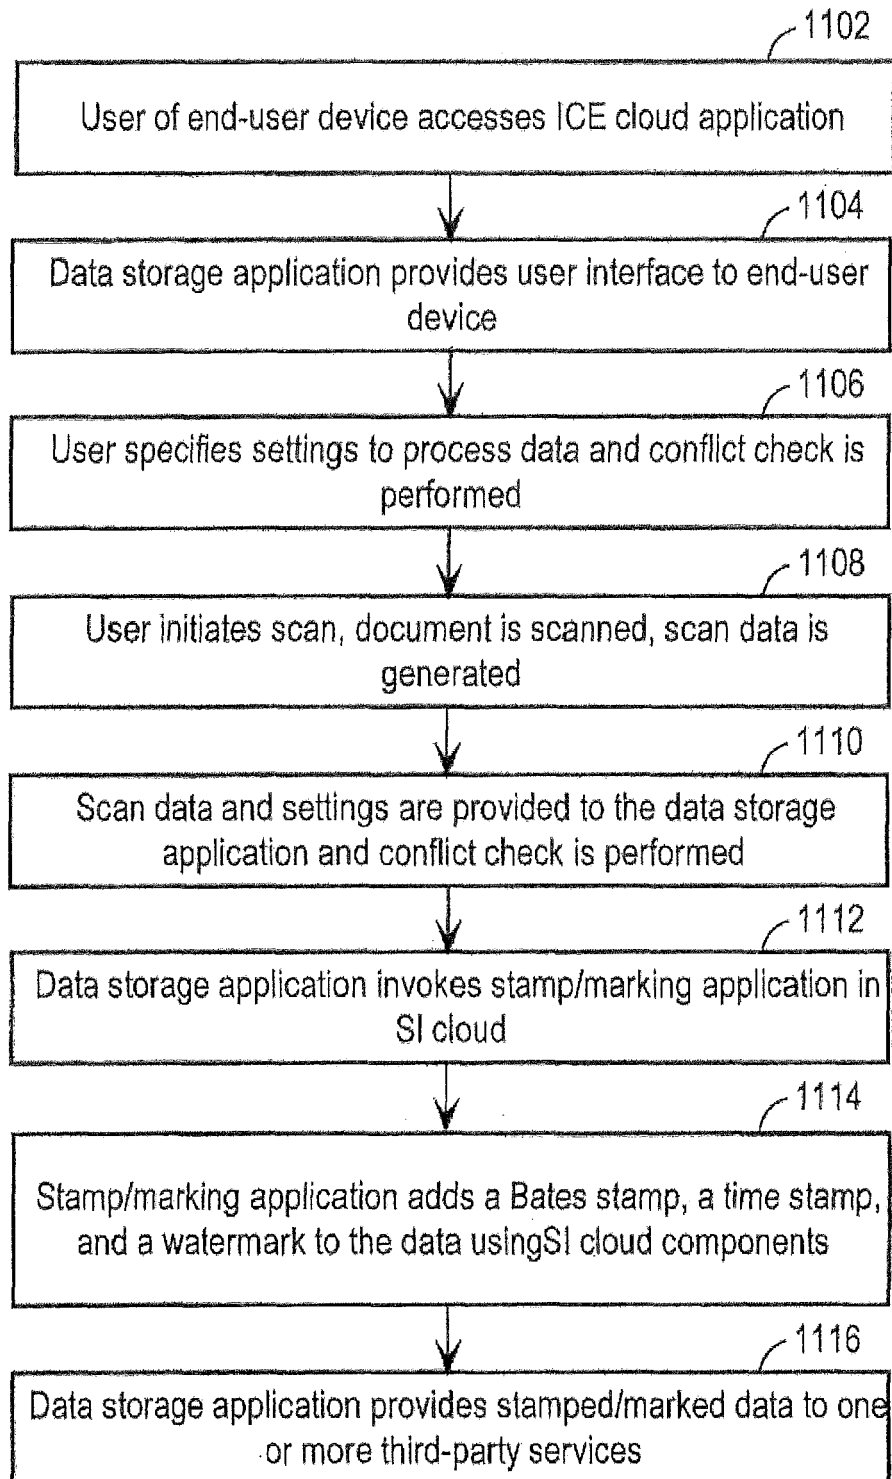 1102
User of end-user device accesses ICE cloud application
1104
Data storage application provides user interface to end-user
device
1106
User specifies settings to process data and conflict check is
performed
1108
User initiates scan, document is scanned, scan data is
generated
1110
Scan data and settings are provided to the data storage
application and conflict check is performed
1112
Data storage application invokes stamp/marking application in
SI cloud
1114
Stamp/marking application adds a Bates stamp, a time stamp,
and a watermark to the data usingSI cloud components
1116
Data storage application provides stamped/marked data to one
or more third-party services